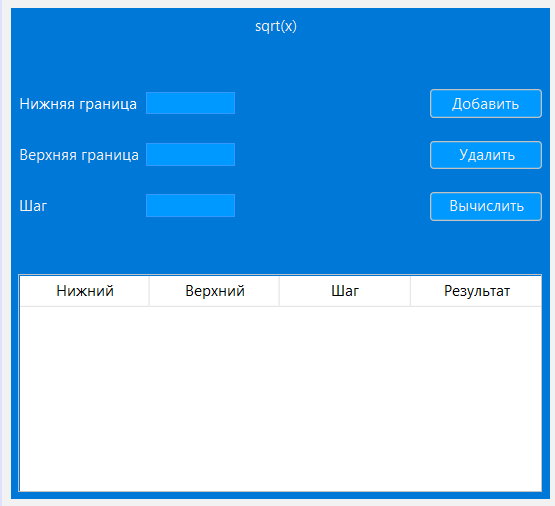 sqrt(x)
Нижняя граница Добавить
Верхняя граница Удалить
Шаг Вычислить
Нижний Верхний Шаг Результат